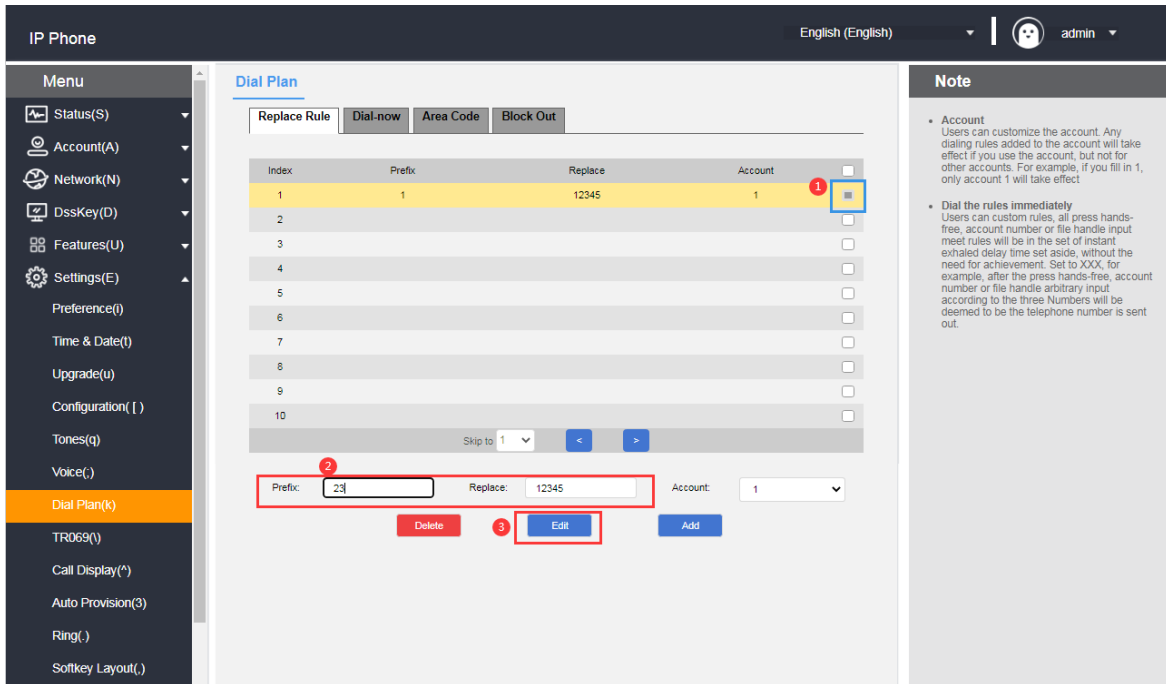 IP Phone
English (English)
admin
Menu
Status(S)
Account(A)
Network(N)
DssKey(D)
Features(U)
Settings(E)
Preference(i)
Time & Date(t)
Upgrade(u)
Configuration( [ )
Tones(q)
Voice(;)
Dial Plan(k)
TR069(\)
Call Display(^)
Auto Provision(3)
Ring(.)
Softkey Layout(,)
Dial Plan
Replace Rule Dial-now Area Code Block Out
Index Prefix Replace Account
1 1 12345 1 1
2
3
4
5
6
7
8
9
10
Skip to 1 < >
2
Prefix: 23 Replace: 12345 Account: 1
Delete 3 Edit Add
Note
Account
Users can customize the account. Any
dialing rules added to the account will take
effect if you use the account, but not for
other accounts. For example, if you fill in 1,
only account 1 will take effect
Dial the rules immediately
Users can custom rules, all press hands-
free, account number or file handle input
meet rules will be in the set of instant
exhaled delay time set aside, without the
need for achievement. Set to XXX, for
example, after the press hands-free, account
number or file handle arbitrary input
according to the three Numbers will be
deemed to be the telephone number is sent
out.